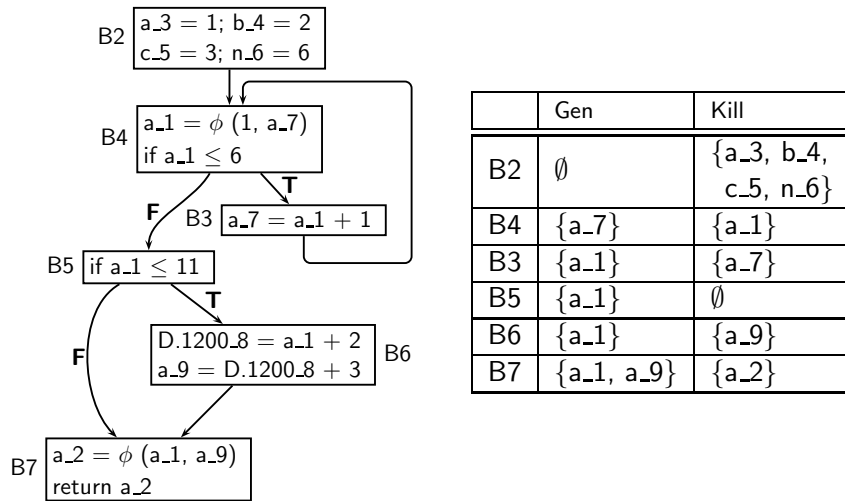 B2
a_3 = 1; b_4 = 2
c_5 = 3; n_6 = 6
B4
a_1 = ϕ (1, a_7)
if a_1 ≤ 6
F
T
B3
a_7 = a_1 + 1
B5
if a_1 ≤ 11
F
T
D.1200_8 = a_1 + 2
a_9 = D.1200_8 + 3
B6
B7
a_2 = ϕ (a_1, a_9)
return a_2
Gen Kill
B2 ∅ {a_3, b_4,
c_5, n_6}
B4 {a_7} {a_1}
B3 {a_1} {a_7}
B5 {a_1} ∅
B6 {a_1} {a_9}
B7 {a_1, a_9} {a_2}